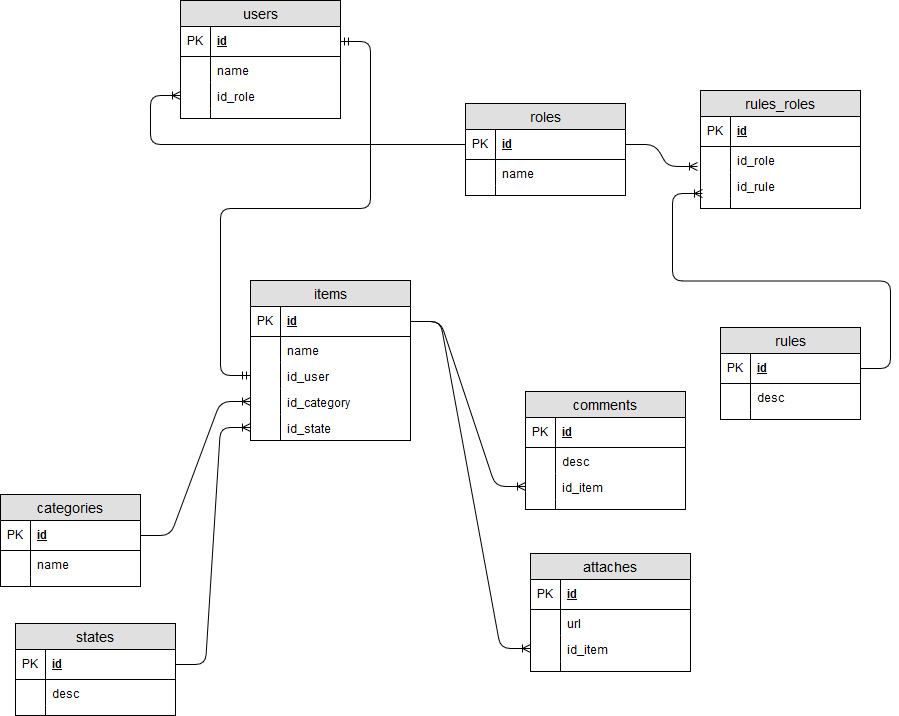 users
PK id
name
id_role
roles
PK id
name
rules_roles
PK id
id_role
id_rule
items
PK id
name
id_user
id_category
id_state
rules
PK id
desc
comments
PK id
desc
id_item
categories
PK id
name
attaches
PK id
url
id_item
states
PK id
desc